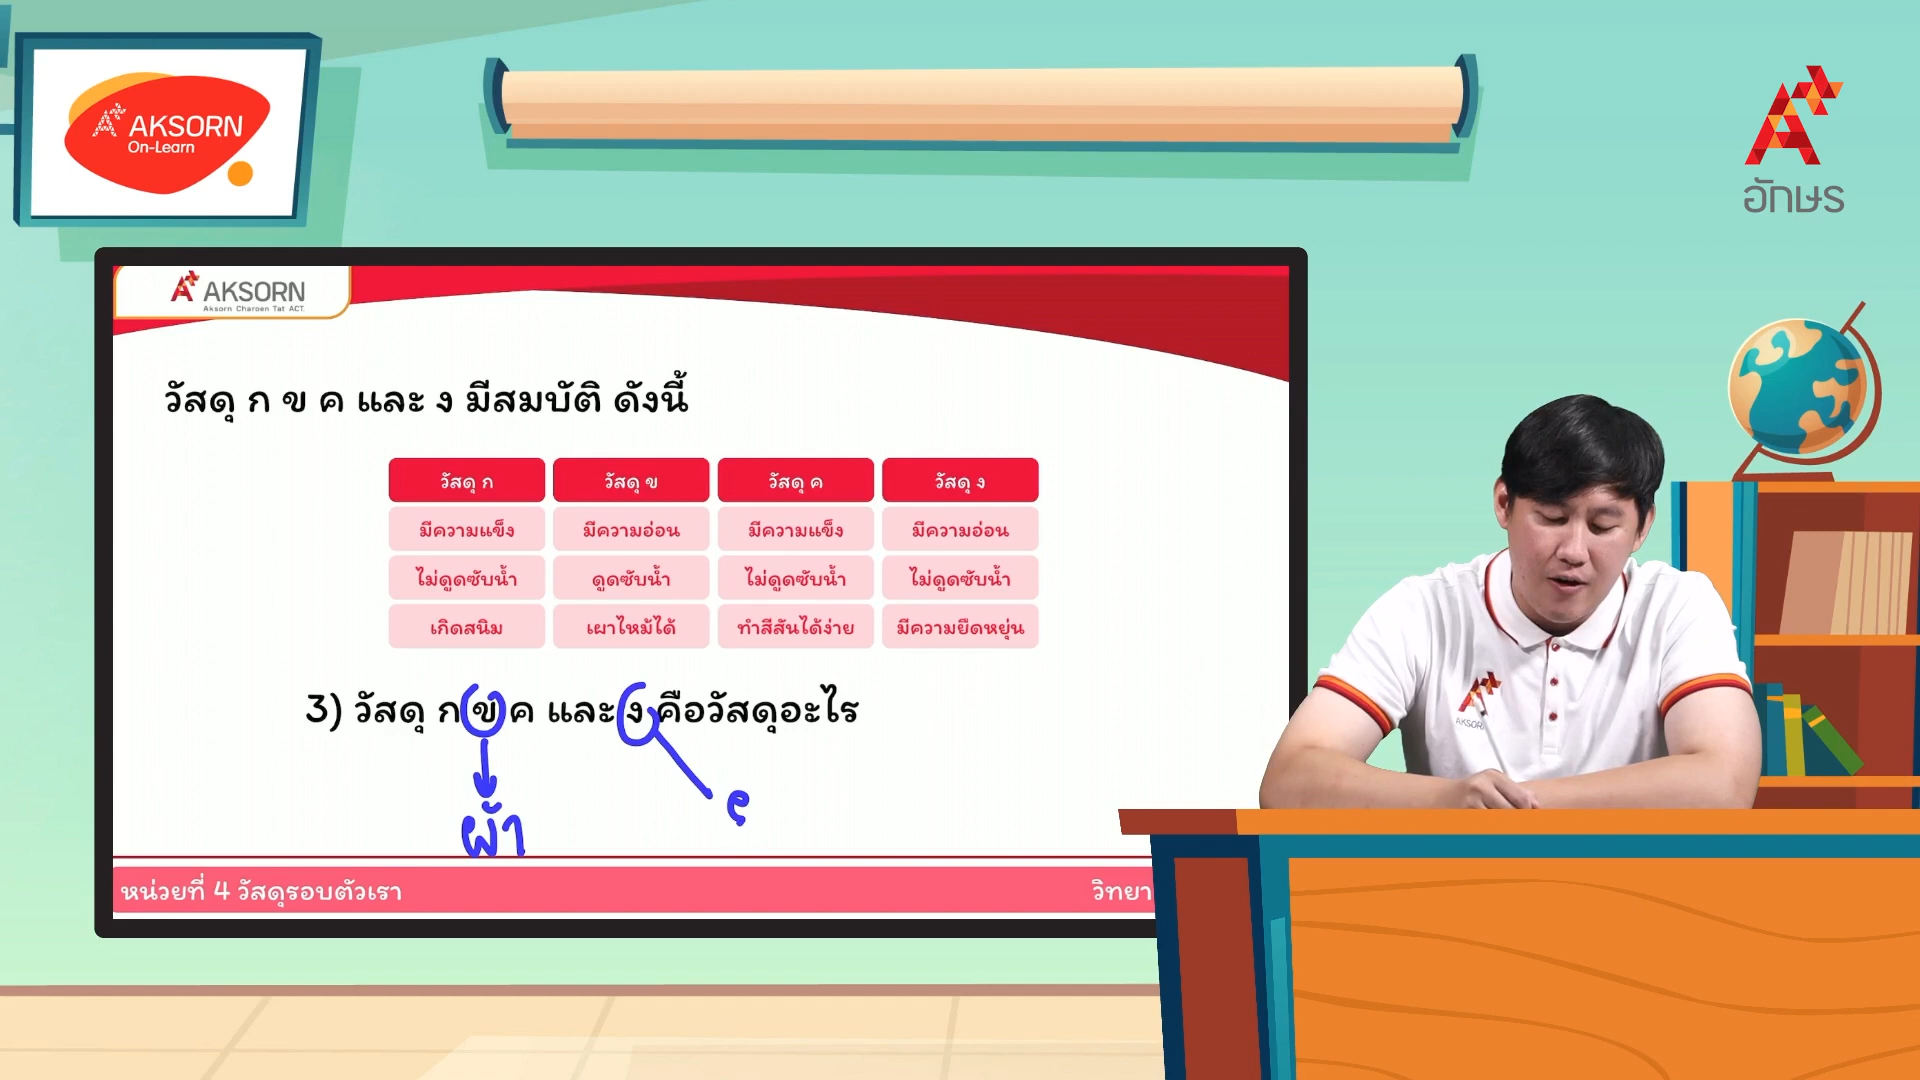 AKSORN
On-Learn
อักษร
AKSORN
Aksorn Charoen Tat ACT.
วัสดุ ก ข ค และ ง มีสมบัติ ดังนี้
วัสดุ ก วัสดุ ข วัสดุ ค วัสดุ ง
มีความแข็ง มีความอ่อน มีความแข็ง มีความอ่อน
ไม่ดูดซับน้ำ ดูดซับน้ำ ไม่ดูดซับน้ำ ไม่ดูดซับน้ำ
เกิดสนิม เผาไหม้ได้ ทำสีสันได้ง่าย มีความยืดหยุ่น
3) วัสดุ ก ข ค และ ง คือวัสดุอะไร
ผ้า
AKSOR
หน่วยที่ 4 วัสดุรอบตัวเรา
วิทยา